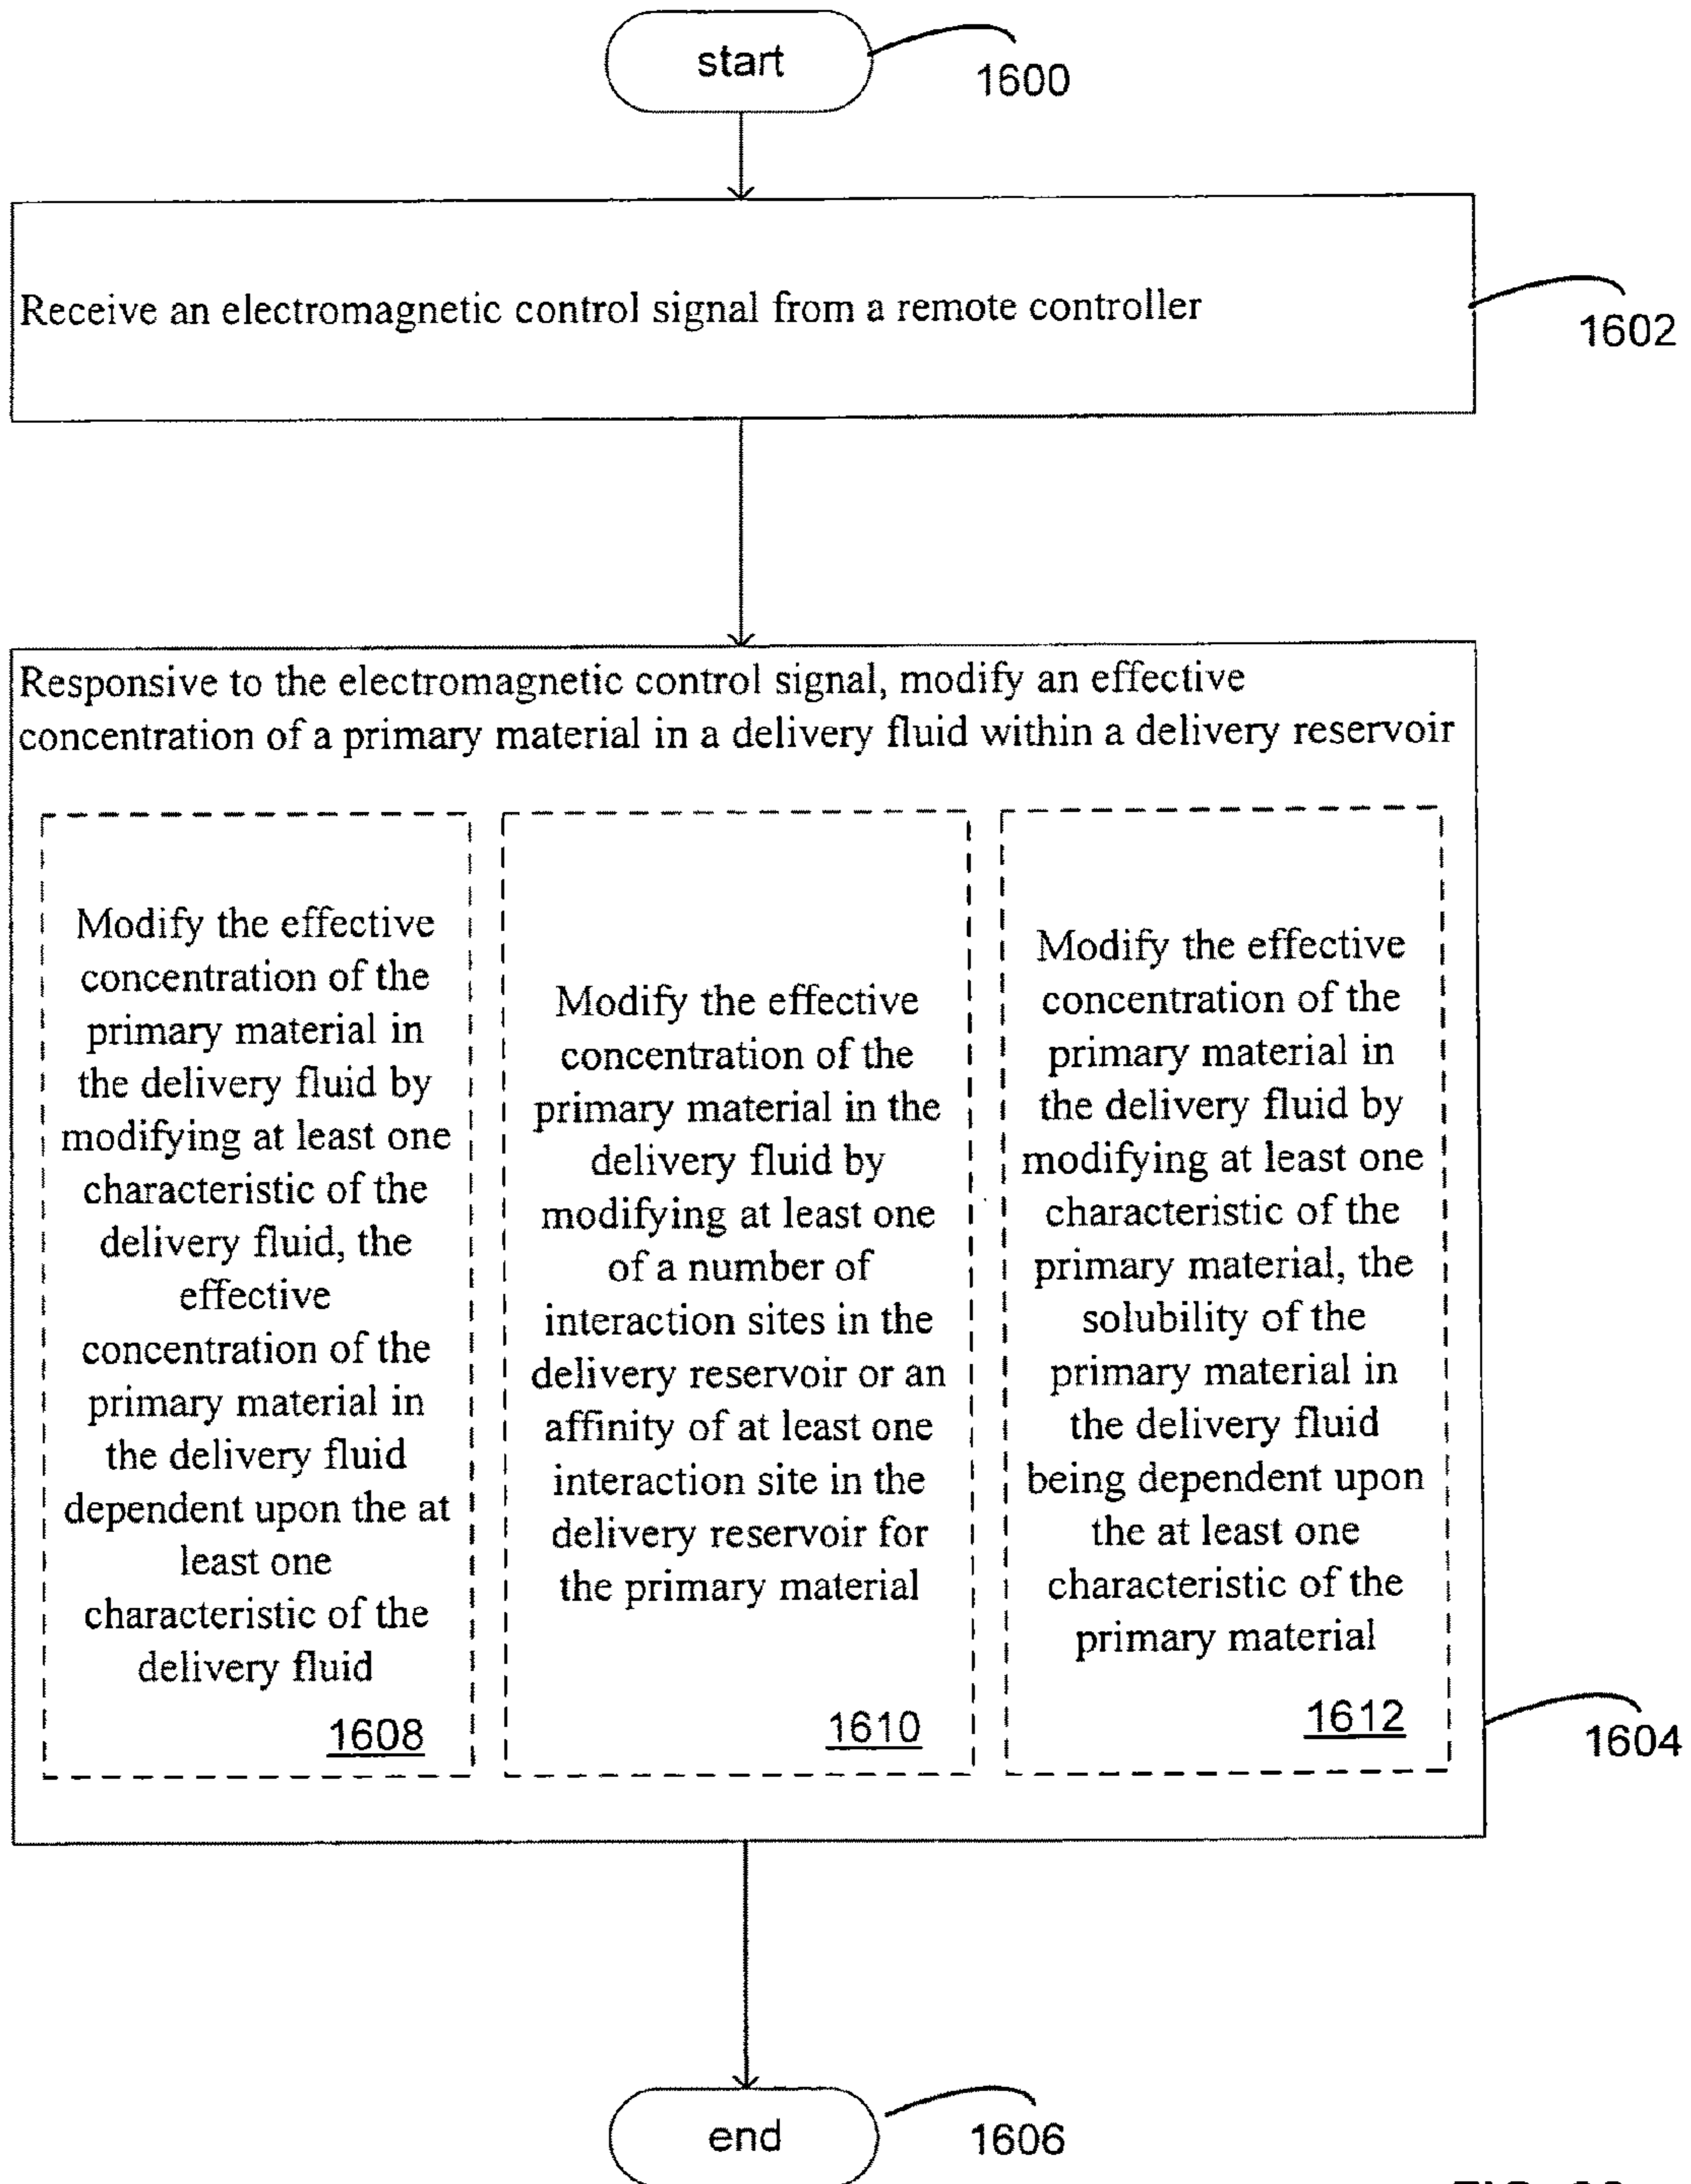 start
1600
Receive an electromagnetic control signal from a remote controller
1602
Responsive to the electromagnetic control signal, modify an effective
concentration of a primary material in a delivery fluid within a delivery reservoir
Modify the effective
concentration of the
primary material in
the delivery fluid by
modifying at least one
characteristic of the
delivery fluid, the
effective
concentration of the
primary material in
the delivery fluid
dependent upon the at
least one
characteristic of the
delivery fluid
1608
Modify the effective
concentration of the
primary material in the
delivery fluid by
modifying at least one
of a number of
interaction sites in the
delivery reservoir or an
affinity of at least one
interaction site in the
delivery reservoir for
the primary material
1610
Modify the effective
concentration of the
primary material in
the delivery fluid by
modifying at least one
characteristic of the
primary material, the
solubility of the
primary material in
the delivery fluid
being dependent upon
the at least one
characteristic of the
primary material
1612
1604
end
1606